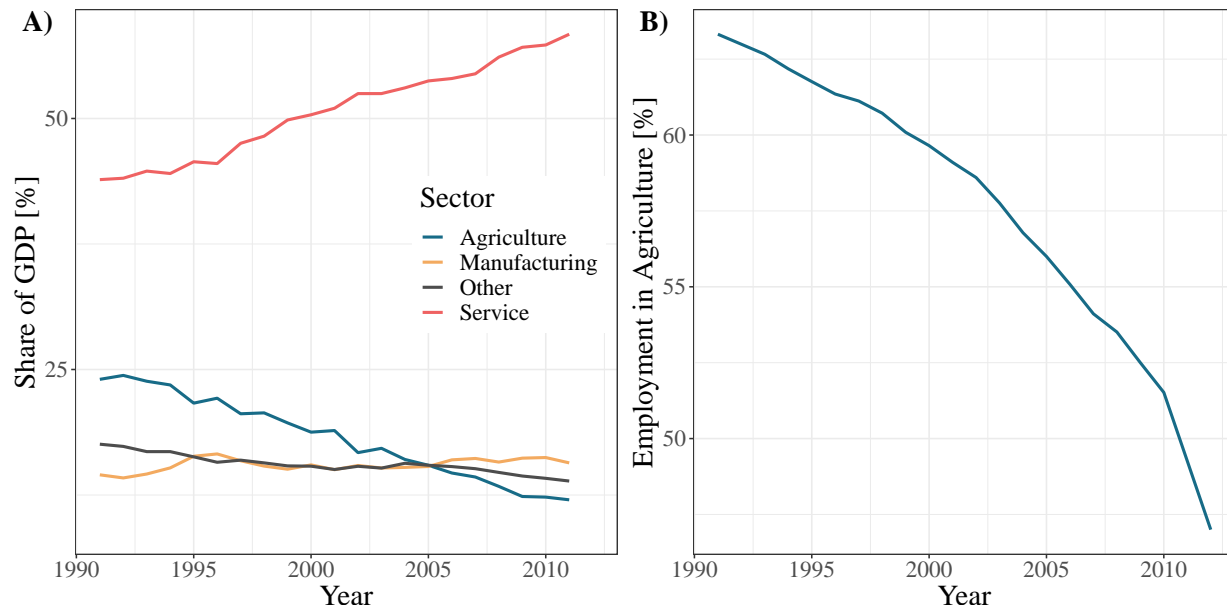 A)
Share of GDP [%]
50
25
Sector
Agriculture
Manufacturing
Other
Service
1990
1995
2000
2005
2010
Year
B)
Employment in Agriculture [%]
60
55
50
1990
1995
2000
2005
2010
Year